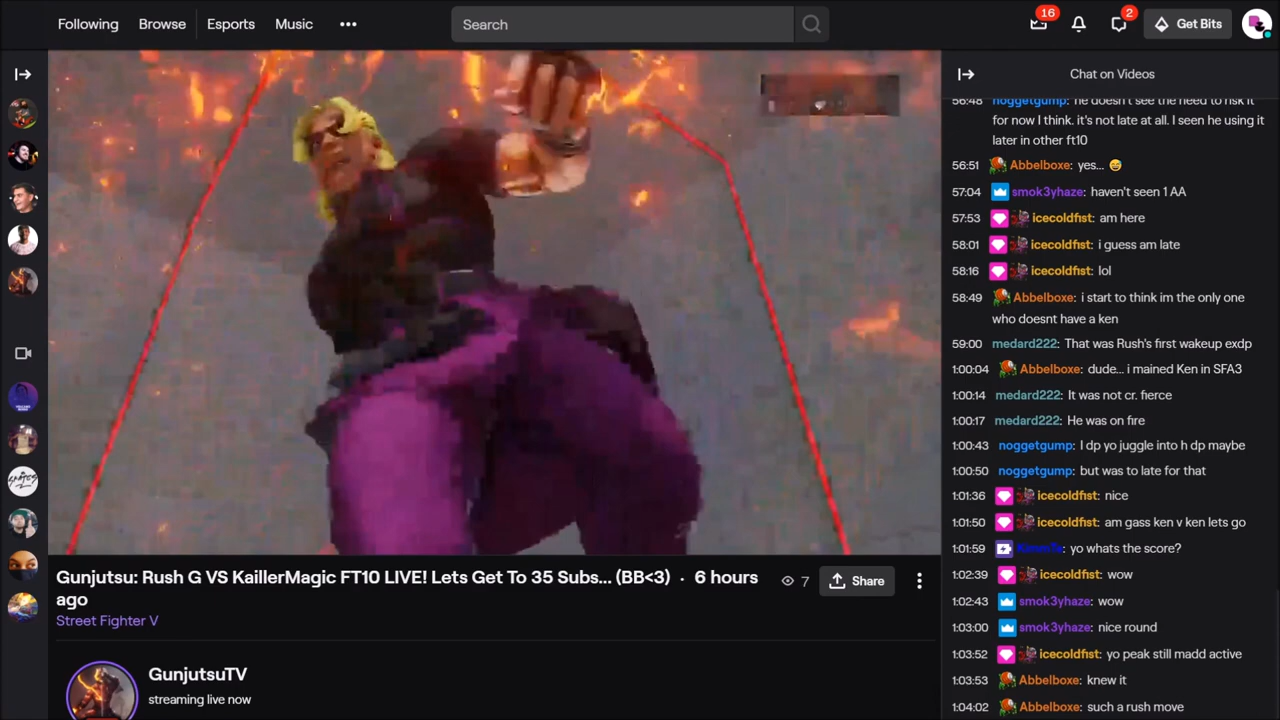 Following Browse Esports Music ••• Search 16 2 Get Bits
Chat on Videos
56:48 noggetgump: he doesn't see the need to risk it
for now I think. it's not late at all. I seen he using it
later in other ft10
56:51 Abbelboxe: yes...
57:04 smok3yhaze: haven't seen 1 AA
57:53 icecoldfist: am here
58:01 icecoldfist: i guess am late
58:16 icecoldfist: lol
58:49 Abbelboxe: i start to think im the only one
who doesnt have a ken
59:00 medard222: That was Rush's first wakeup exdp
1:00:04 Abbelboxe: dude... i mained Ken in SFA3
1:00:14 medard222: It was not cr. fierce
1:00:17 medard222: He was on fire
1:00:43 noggetgump: I dp yo juggle into h dp maybe
1:00:50 noggetgump: but was to late for that
1:01:36 icecoldfist: nice
1:01:50 icecoldfist: am gass ken v ken lets go
1:01:59 : yo whats the score?
1:02:39 icecoldfist: wow
1:02:43 smok3yhaze: wow
1:03:00 smok3yhaze: nice round
1:03:52 icecoldfist: yo peak still madd active
1:03:53 Abbelboxe: knew it
1:04:02 Abbelboxe: such a rush move
Gunjutsu: Rush G VS KaillerMagic FT10 LIVE! Lets Get To 35 Subs... (BB<3) · 6 hours
ago
7 Share
Street Fighter V
GunjutsuTV
streaming live now